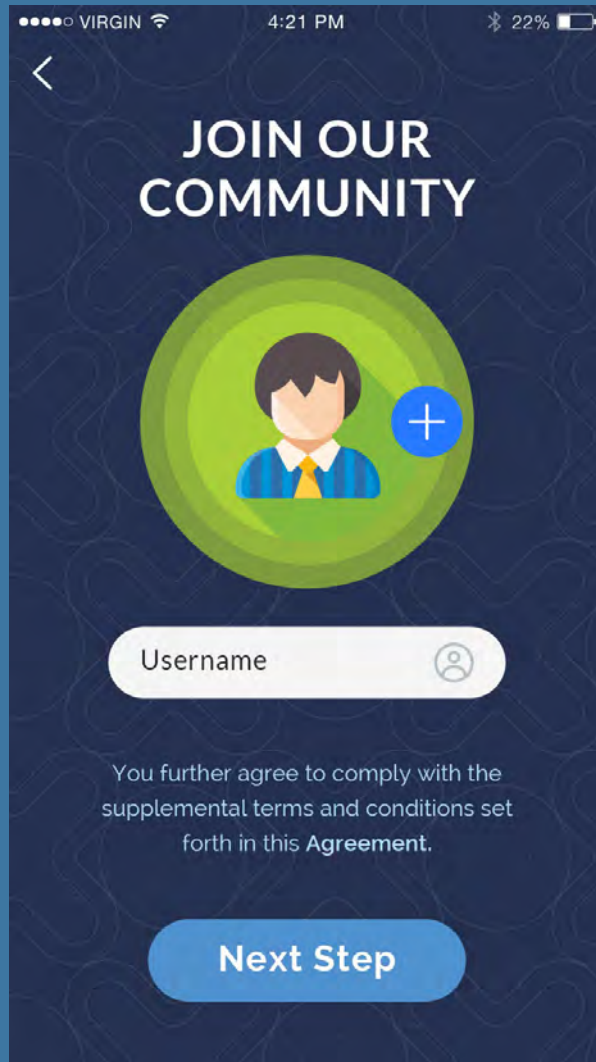 VIRGIN 4:21 PM 22%
JOIN OUR
COMMUNITY
Username
You further agree to comply with the
supplemental terms and conditions set
forth in this Agreement.
Next Step